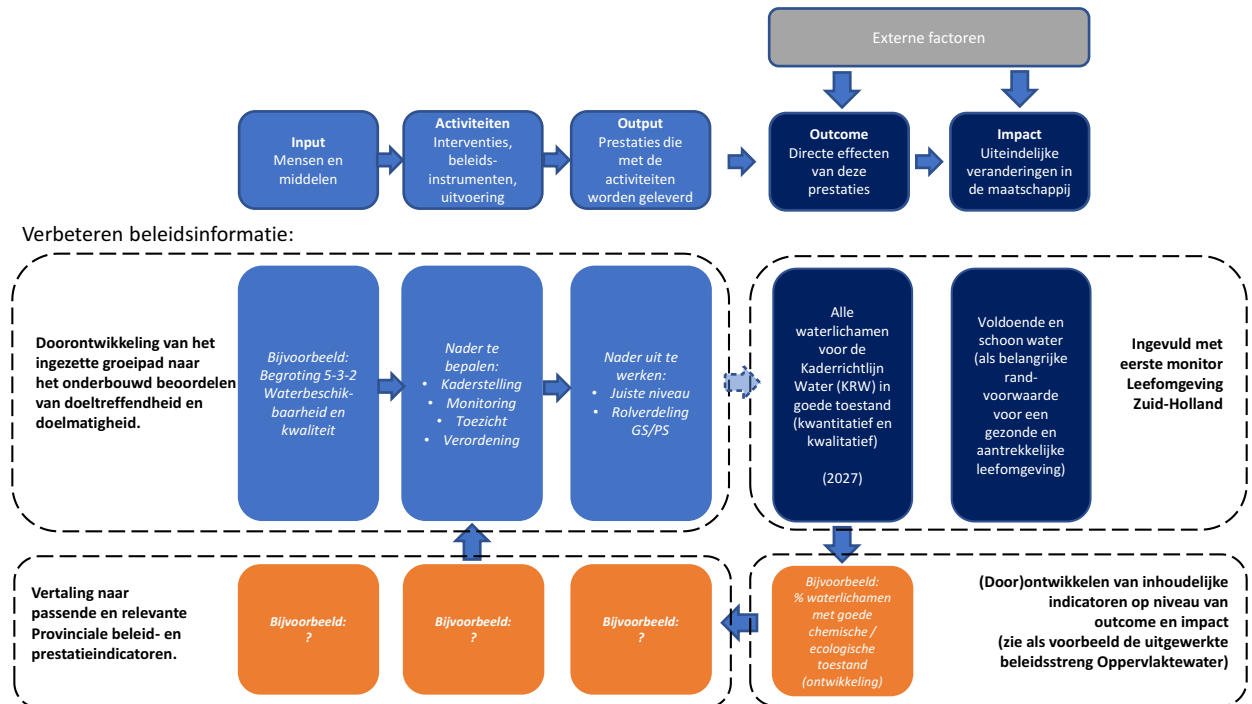 Externe factoren
Input
Mensen en
middelen
Activiteiten
Interventies,
beleids-
instrumenten,
uitvoering
Output
Prestaties die
met de
activiteiten
worden geleverd
Outcome
Directe effecten
van deze
prestaties
Impact
Uiteindelijke
veranderingen in
de maatschappij
Verbeteren beleidsinformatie:
Doorontwikkeling van het
ingezette groeipad naar
het onderbouwd beoordelen
van doeltreffendheid en
doelmatigheid.
Bijvoorbeeld:
Begroting 5-3-2
Waterbeschik-
baarheid en
kwaliteit
Nader te
bepalen:
• Kaderstelling
• Monitoring
• Toezicht
• Verordening
Nader uit te
werken:
• Juiste niveau
• Rolverdeling
GS/PS
Alle
waterlichamen
voor de
Kaderrichtlijn
Water (KRW) in
goede toestand
(kwantitatief en
kwalitatief)
(2027)
Voldoende en
schoon water
(als belangrijke
rand-
voorwaarde
voor een
gezonde en
aantrekkelijke
leefomgeving)
Ingevuld met
eerste monitor
Leefomgeving
Zuid-Holland
Vertaling naar
passende en relevante
Provinciale beleid- en
prestatieindicatoren.
Bijvoorbeeld:
?
Bijvoorbeeld:
?
Bijvoorbeeld:
?
Bijvoorbeeld:
% waterlichamen
met goede
chemische /
ecologische
toestand
(ontwikkeling)
(Door)ontwikkelen van inhoudelijke
indicatoren op niveau van
outcome en impact
(zie als voorbeeld de uitgewerkte
beleidsstreng Oppervlaktewater)